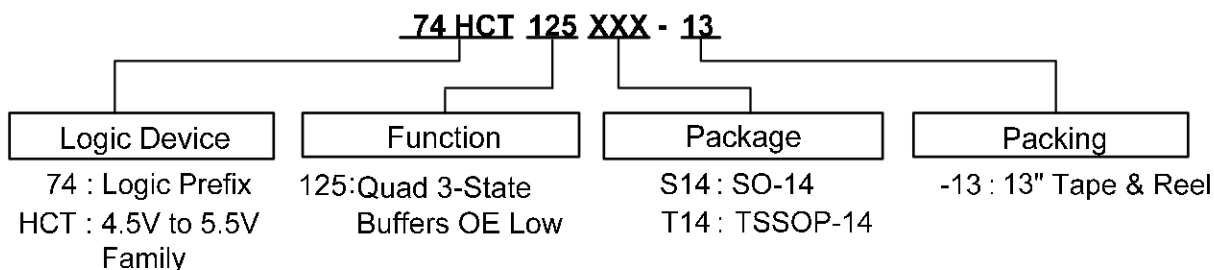 74 HCT 125 XXX - 13
Logic Device
74 : Logic Prefix
HCT : 4.5V to 5.5V
Family
Function
125:Quad 3-State
Buffers OE Low
Package
S14 : SO-14
T14 : TSSOP-14
Packing
-13 : 13" Tape & Reel